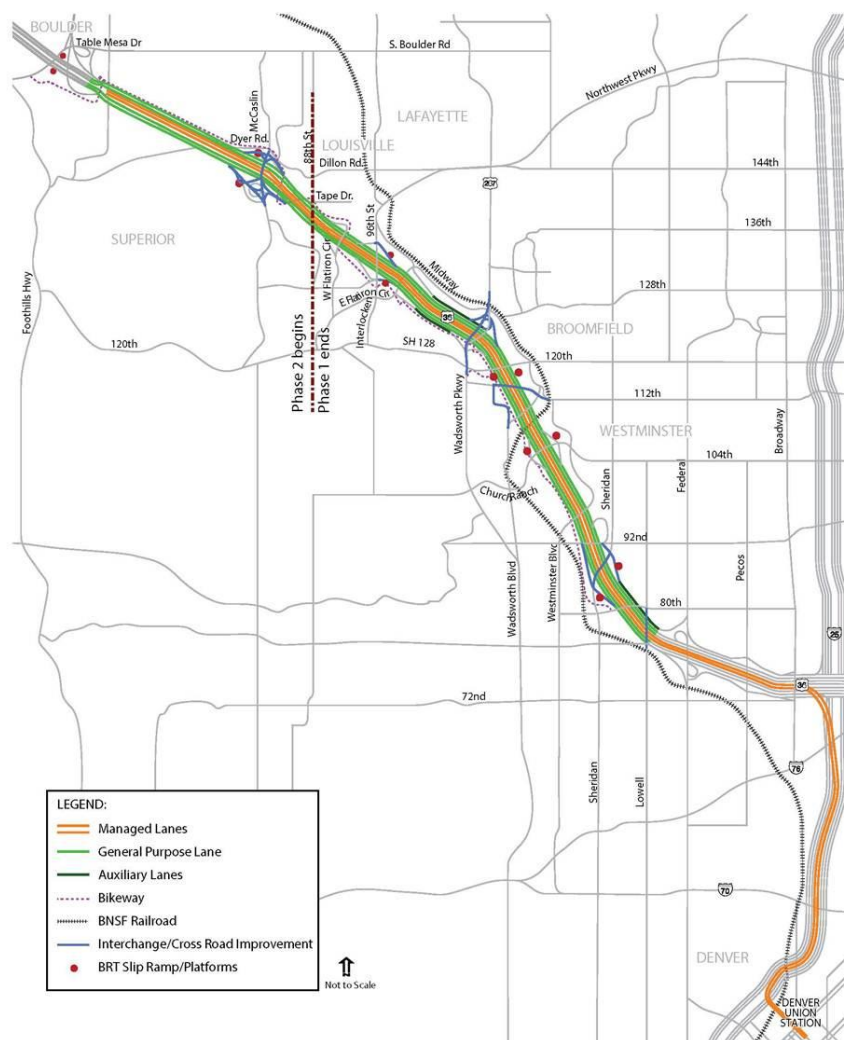 BOULDER
Table Mesa Dr
S. Boulder Rd
Northwest Pkwy
McCaslin
88th St
LAFAYETTE
Dyer Rd.
LOUISVILLE
Dillon Rd.
144th
287
Tape Dr.
96th St
136th
SUPERIOR
W Flatiron Cir
Midway
128th
E Flatiron Cir
Foothills Hwy
Interlocken
36
BROOMFIELD
120th
SH 128
120th
Phase 2 begins
Phase 1 ends
Wadsworth Pkwy
112th
WESTMINSTER
Broadway
104th
Sheridan
Federal
Church Ranch
92nd
Wadsworth Blvd
Westminster Blvd
Pecos
80th
25
36
72nd
76
Sheridan
Lowell
LEGEND:
Managed Lanes
General Purpose Lane
Auxiliary Lanes
Bikeway
BNSF Railroad
Interchange/Cross Road Improvement
BRT Slip Ramp/Platforms
Not to Scale
70
DENVER
DENVER
UNION
STATION